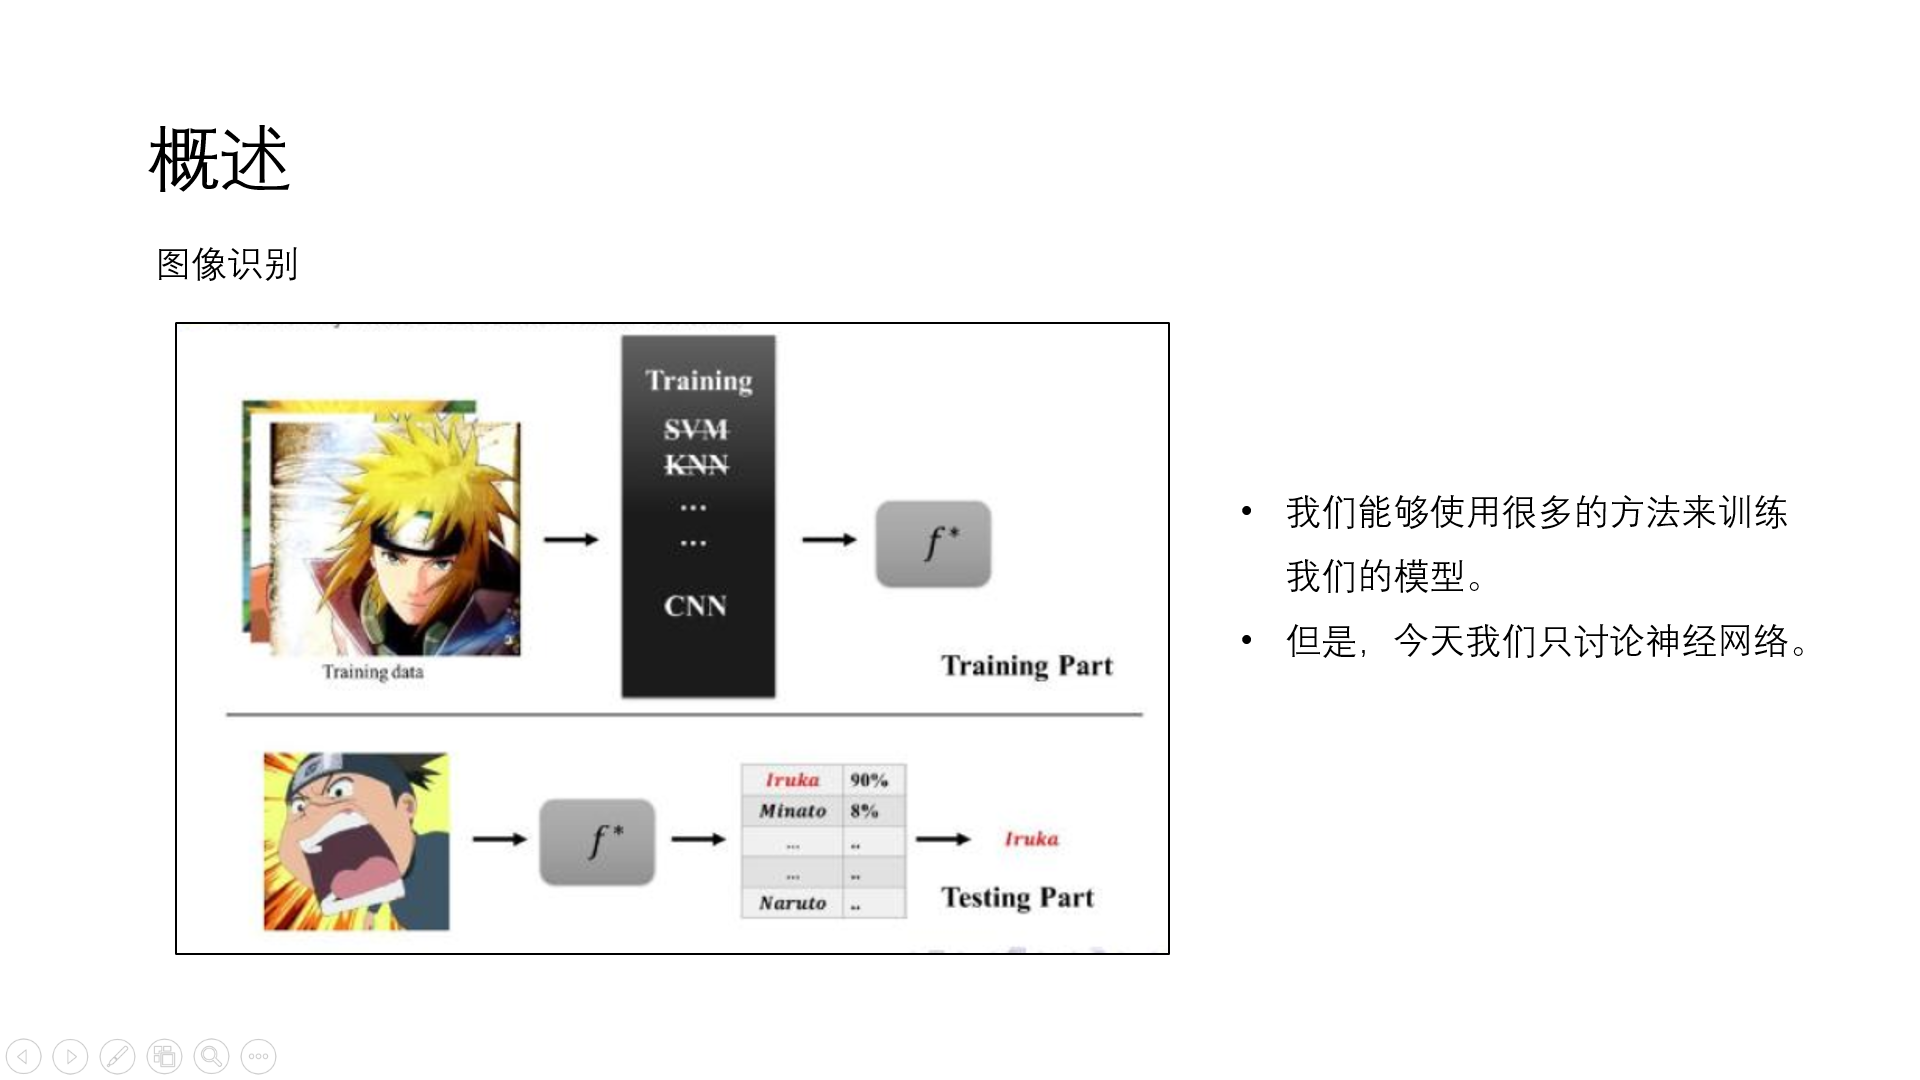 概述
图像识别
Training
SVM
KNN
...
...
CNN
f*
Training data
Training Part
Iruka 90%
Minato 8%
... ..
... ..
Naruto ..
f*
Iruka
Testing Part
• 我们能够使用很多的方法来训练
我们的模型。
• 但是，今天我们只讨论神经网络。